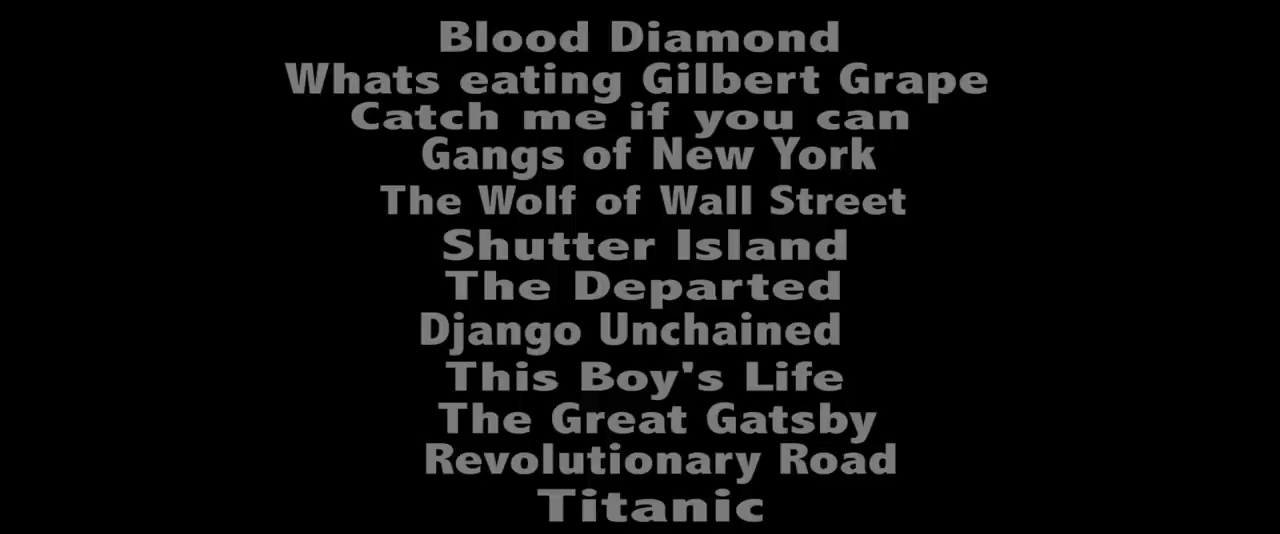 Blood Diamond
Whats eating Gilbert Grape
Catch me if you can
Gangs of New York
The Wolf of Wall Street
Shutter Island
The Departed
Django Unchained
This Boy's Life
The Great Gatsby
Revolutionary Road
Titanic